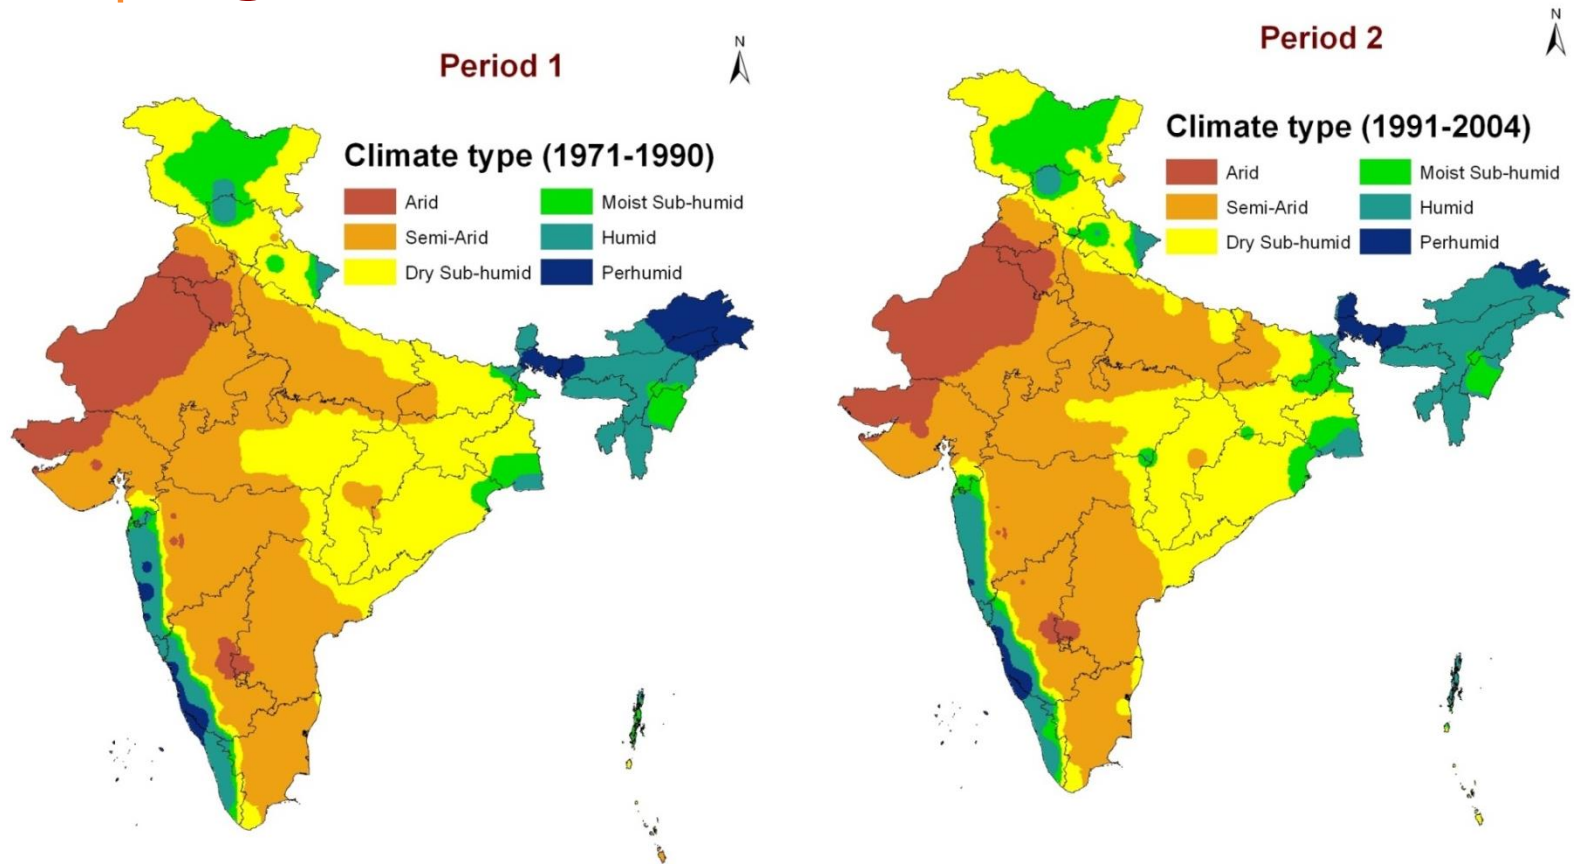 Period 1
N
Climate type (1971-1990)
Arid
Moist Sub-humid
Semi-Arid
Humid
Dry Sub-humid
Perhumid
Period 2
N
Climate type (1991-2004)
Arid
Moist Sub-humid
Semi-Arid
Humid
Dry Sub-humid
Perhumid